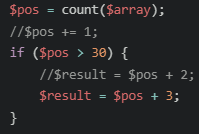 $pos = count($array);
//$pos += 1;
if ($pos > 30) {
    //$result = $pos + 2;
    $result = $pos + 3;
}